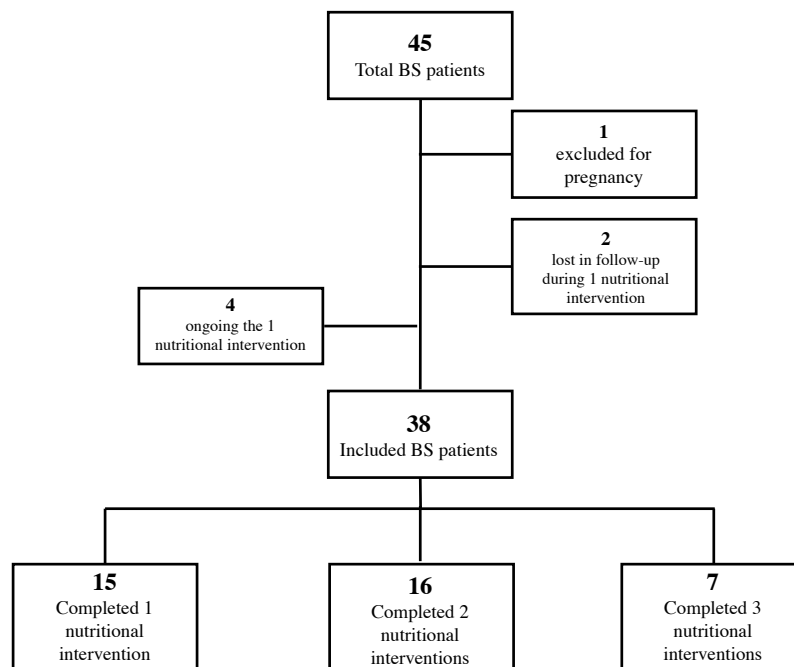 45
Total BS patients
1
excluded for
pregnancy
2
lost in follow-up
during 1 nutritional
intervention
4
ongoing the 1
nutritional intervention
38
Included BS patients
15
Completed 1
nutritional
intervention
16
Completed 2
nutritional
interventions
7
Completed 3
nutritional
interventions